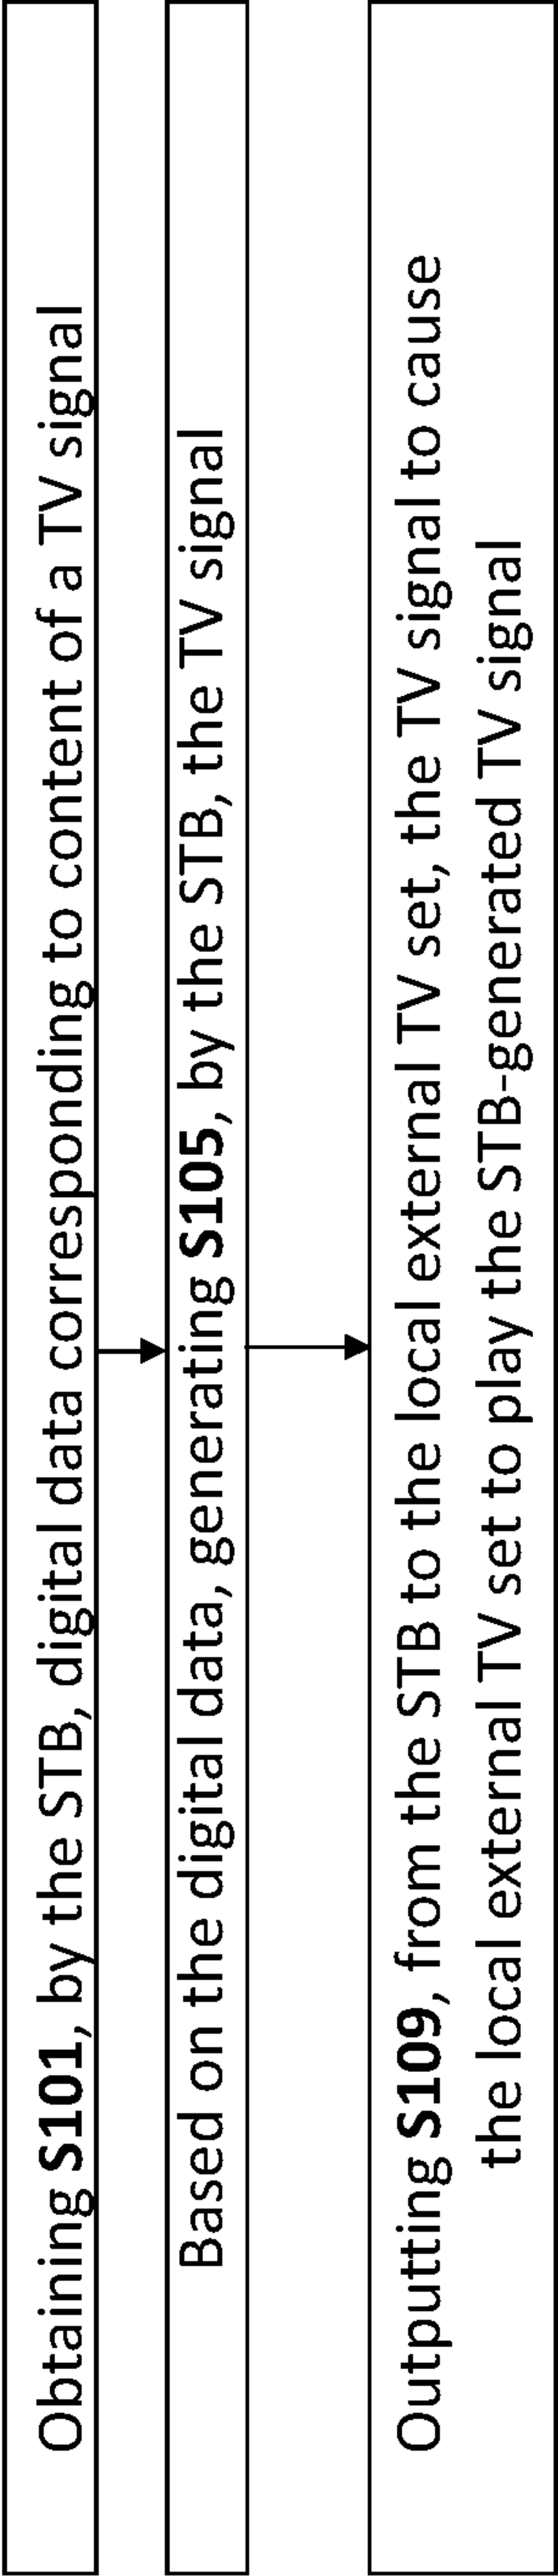 Obtaining S101, by the STB, digital data corresponding to content of a TV signal
Based on the digital data, generating S105, by the STB, the TV signal
Outputting S109, from the STB to the local external TV set, the TV signal to cause
the local external TV set to play the STB-generated TV signal